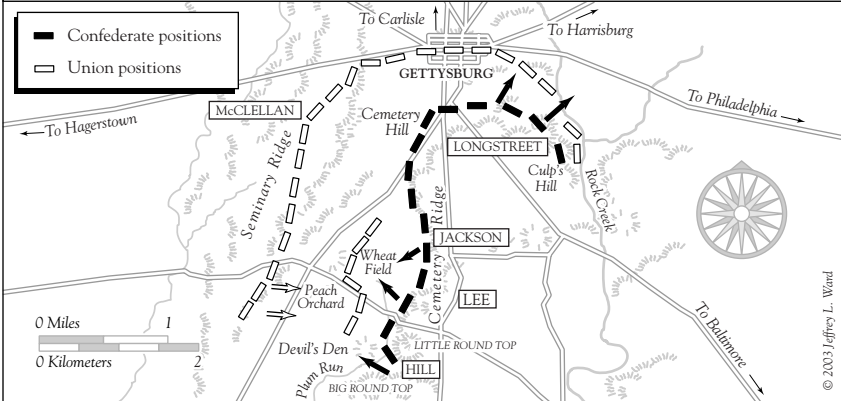 Confederate positions
Union positions
To Carlisle
To Harrisburg
GETTYSBURG
To Philadelphia
McCLELLAN
Cemetery
Hill
To Hagerstown
LONGSTREET
Culp's
Hill
Rock Creek
Seminary Ridge
Cemetery Ridge
JACKSON
Wheat
Field
Peach
Orchard
LEE
0 Miles 1
0 Kilometers 2
Devil's Den
LITTLE ROUND TOP
Plum Run
HILL
BIG ROUND TOP
To Baltimore
© 2003 Jeffrey L. Ward